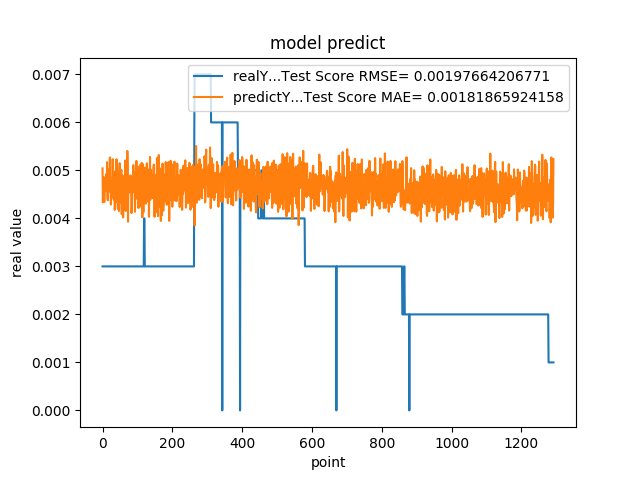 model predict
realY...Test Score RMSE= 0.00197664206771
predictY...Test Score MAE= 0.00181865924158
real value
0.007
0.006
0.005
0.004
0.003
0.002
0.001
0.000
0 200 400 600 800 1000 1200
point